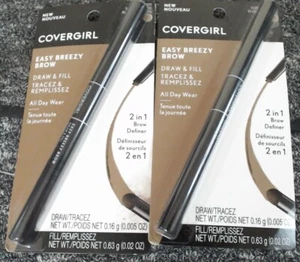 NEW
NOUVEAU
COVERGIRL
EASY BREEZY
BROW
DRAW & FILL
TRACEZ &
REMPLISSEZ
All Day Wear
Tenue toute
la journée
2 in 1
Brow
Definer
Définisseur
de sourcils
2 en 1
DRAW/TRACEZ
NET WT./POIDS NET 0.16 g (0.005 OZ)
FILL/REMPLISSEZ
NET WT./POIDS NET 0.63 g (0.02 OZ)
NEW
NOUVEAU
COVERGIRL
EASY BREEZY
BROW
DRAW & FILL
TRACEZ &
REMPLISSEZ
All Day Wear
Tenue toute
la journée
2 in 1
Brow
Definer
Définisseur
de sourcils
2 en 1
DRAW/TRACEZ
NET WT./POIDS NET 0.16 g (0.005 OZ)
FILL/REMPLISSEZ
NET WT./POIDS NET 0.63 g (0.02 OZ)